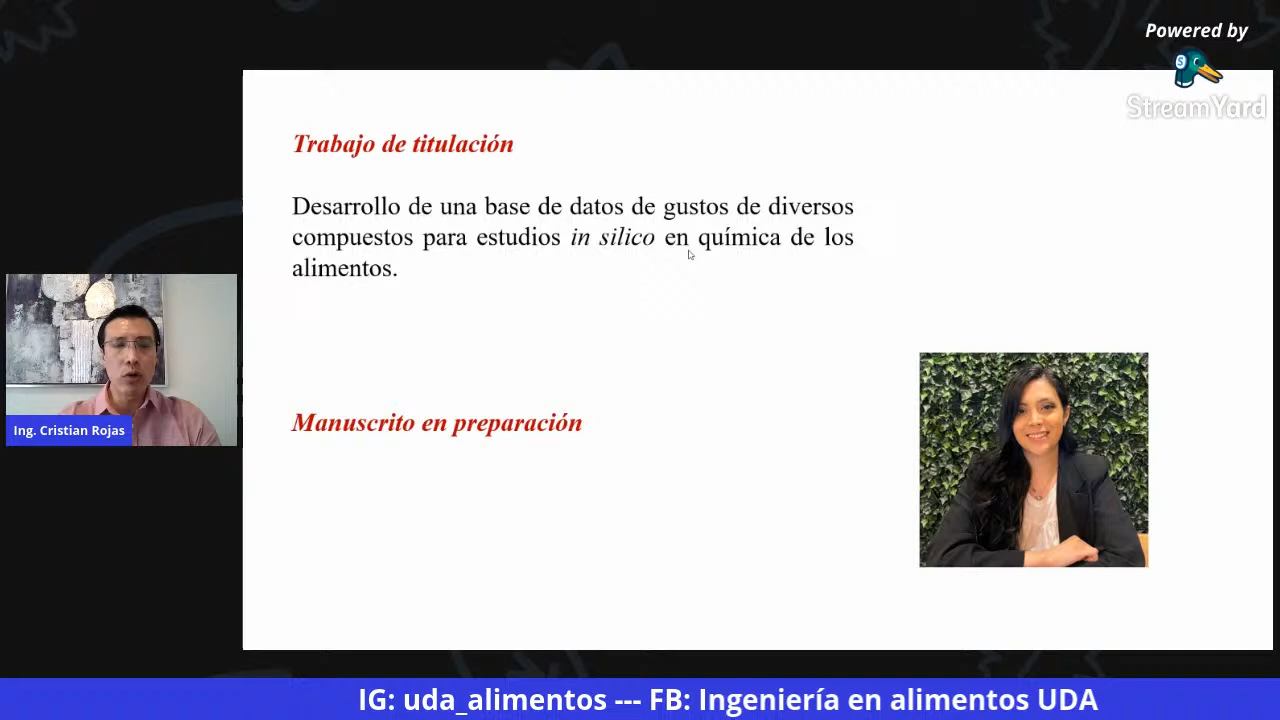 Powered by
StreamYard
Trabajo de titulación
Desarrollo de una base de datos de gustos de diversos
compuestos para estudios in silico en química de los
alimentos.
Ing. Cristian Rojas
Manuscrito en preparación
IG: uda_alimentos --- FB: Ingeniería en alimentos UDA